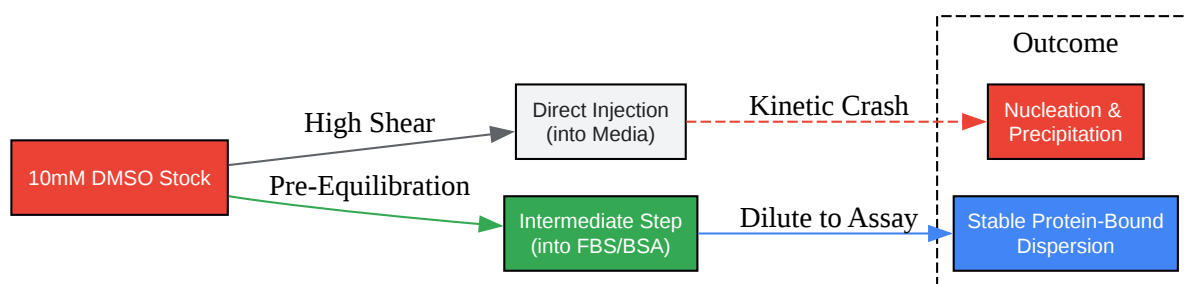 Outcome
High Shear
Direct Injection
(into Media)
Kinetic Crash
Nucleation &
Precipitation
10mM DMSO Stock
Pre-Equilibration
Intermediate Step
(into FBS/BSA)
Dilute to Assay
Stable Protein-Bound
Dispersion